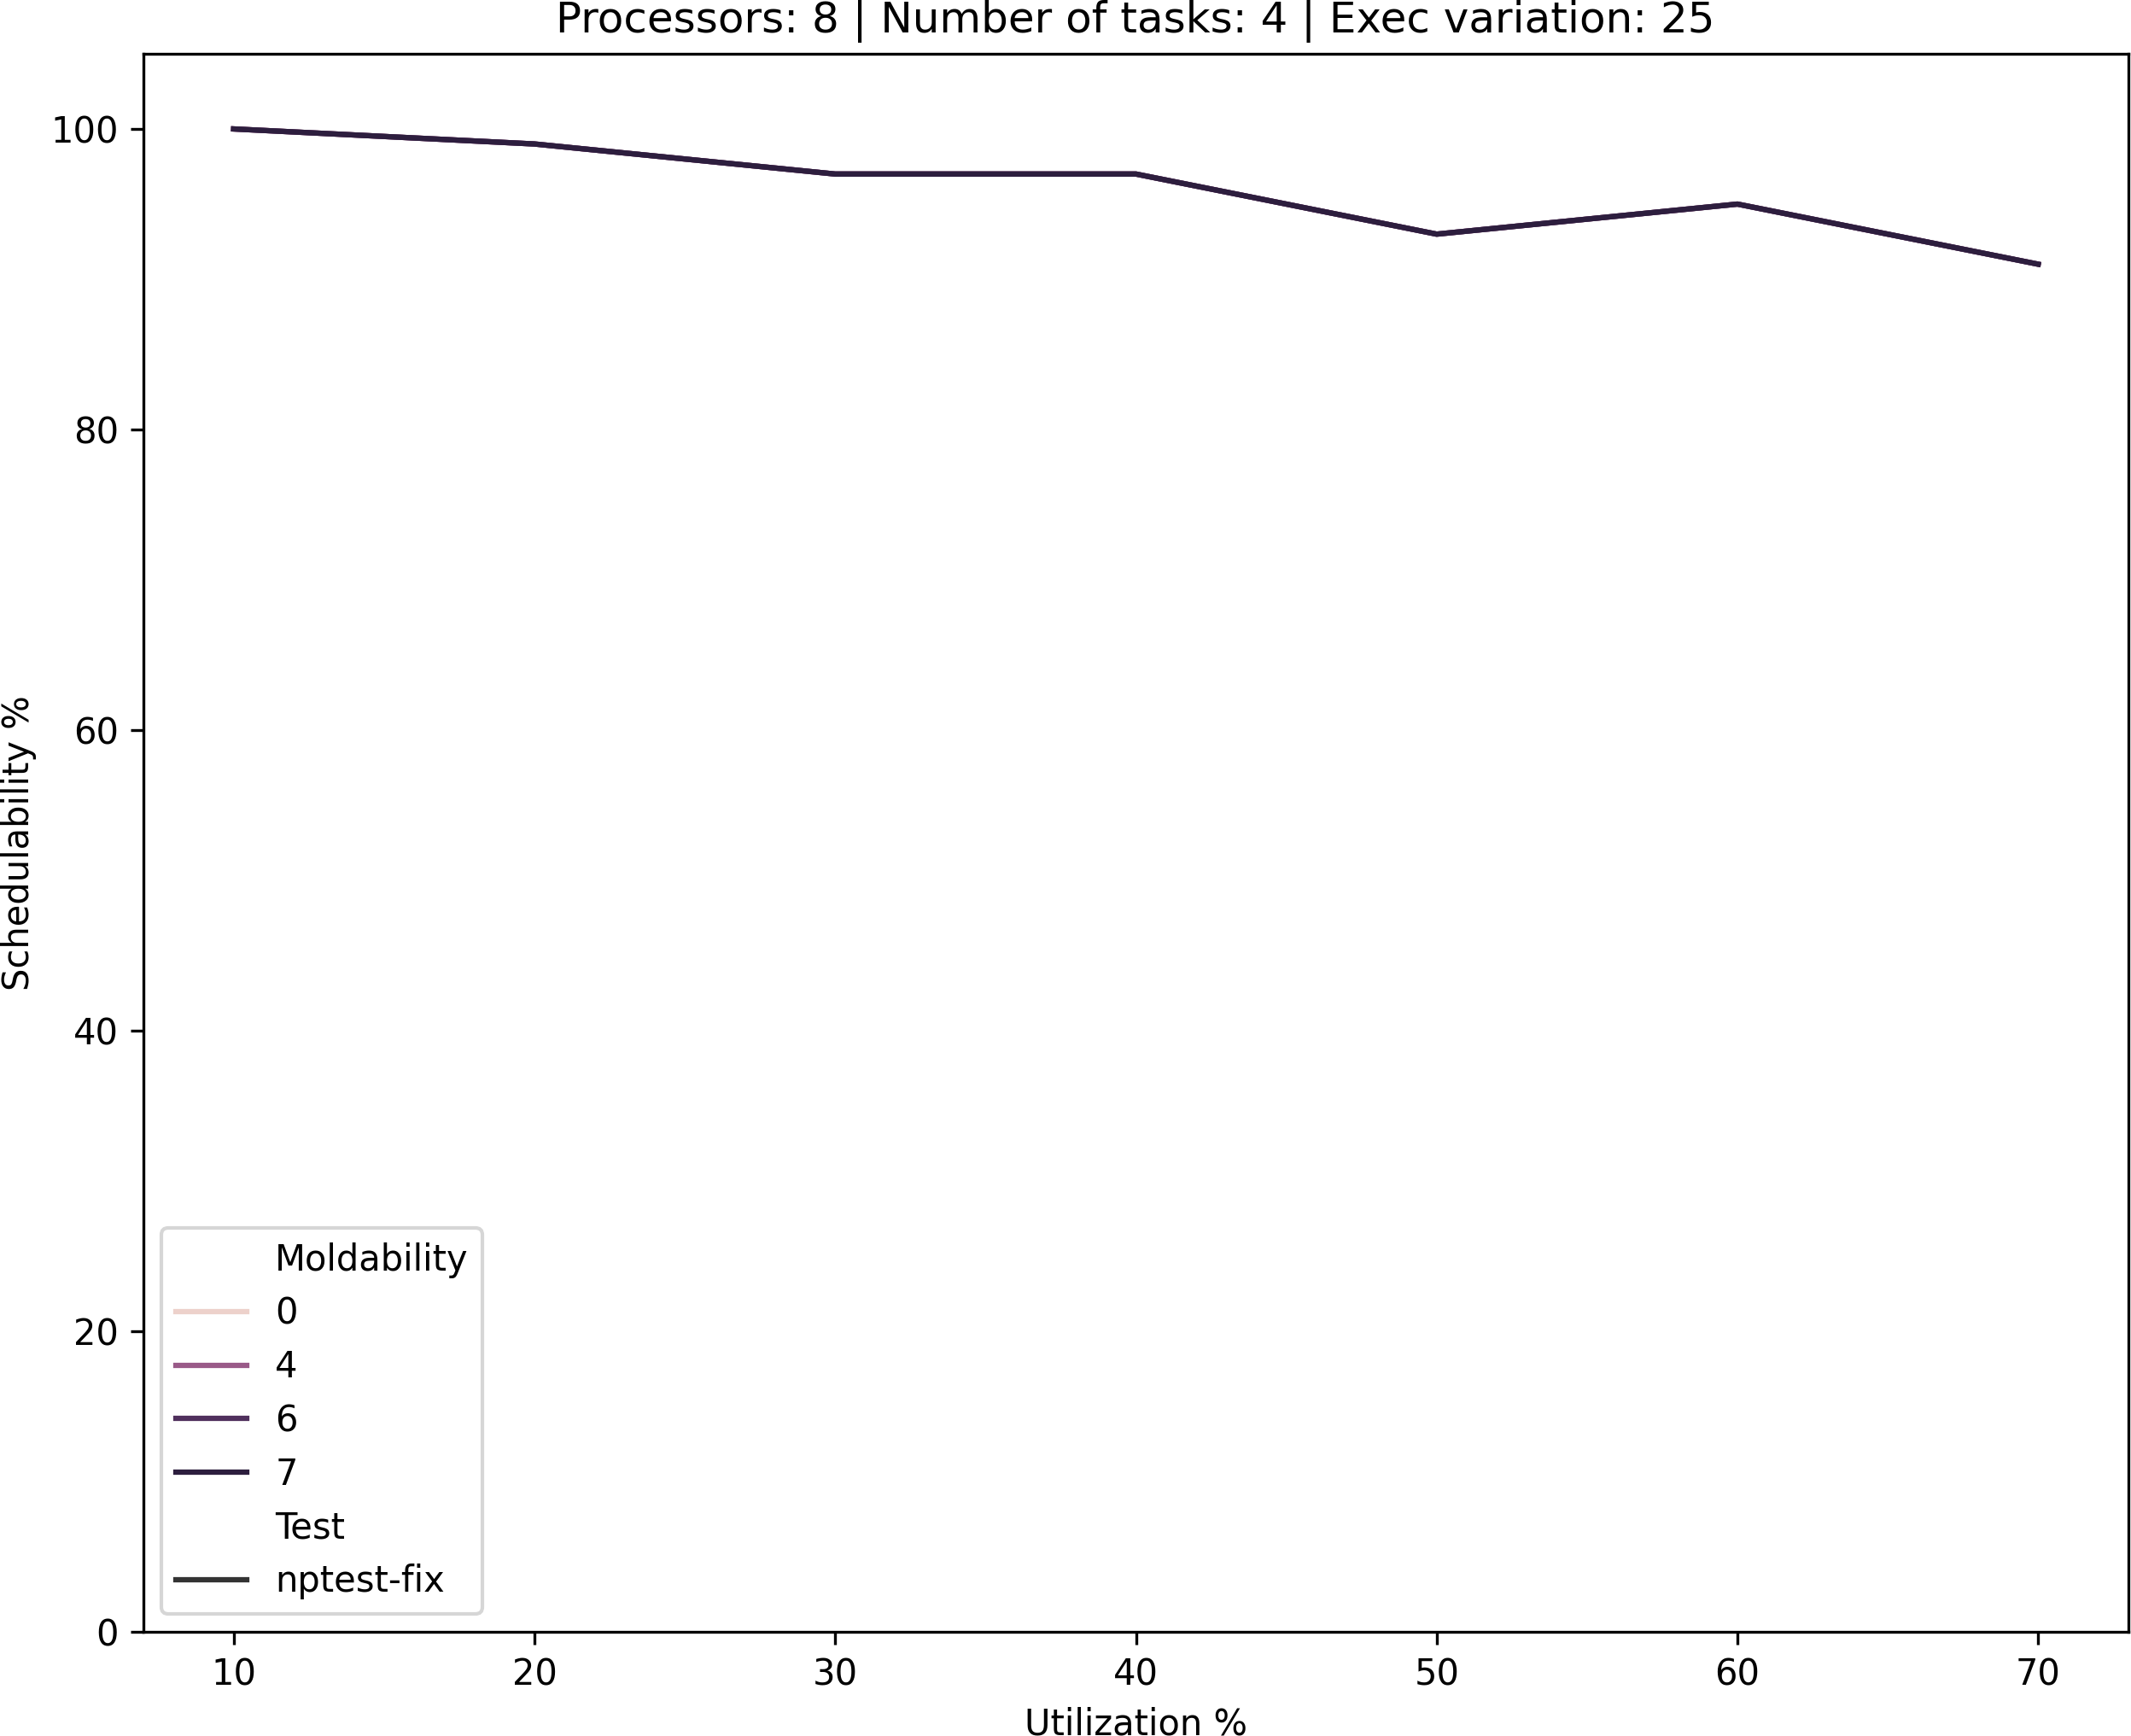 Processors: 8 | Number of tasks: 4 | Exec variation: 25
Schedulability %
100
80
60
40
20
0
Moldability
0
4
6
7
Test
nptest-fix
10 20 30 40 50 60 70
Utilization %